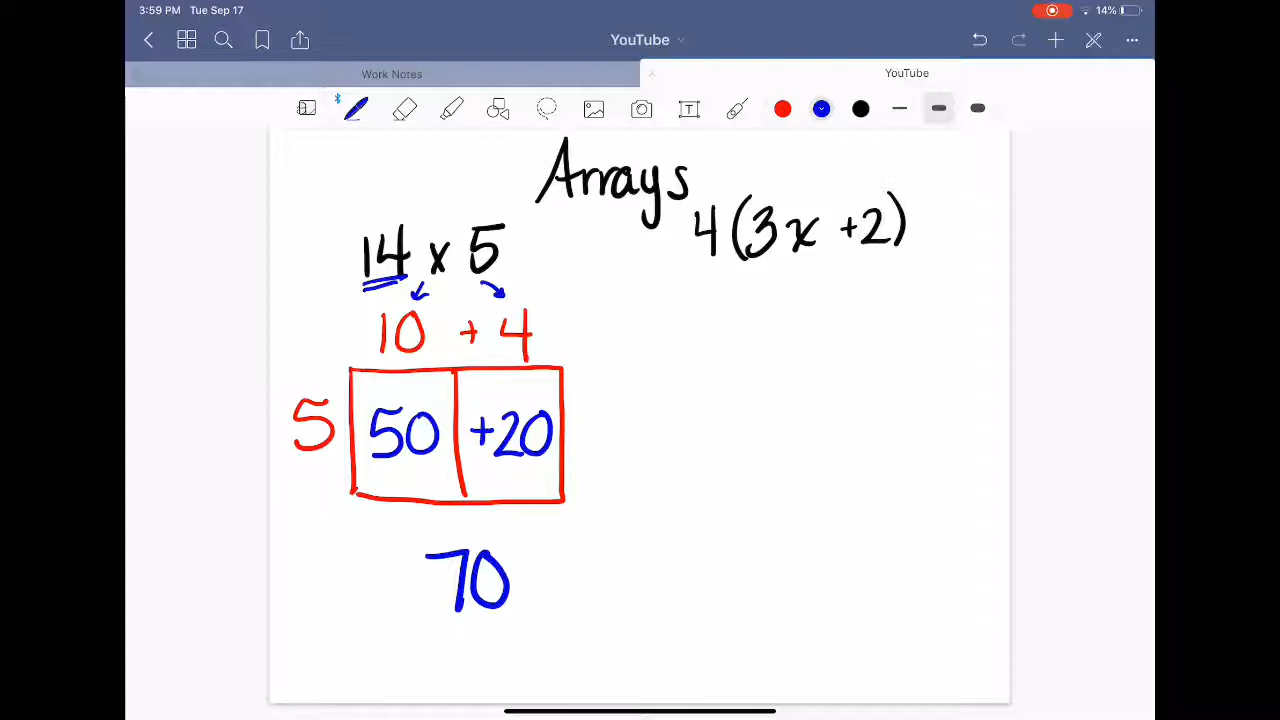 3:59 PM Tue Sep 17 14%
YouTube
Work Notes YouTube
T
Arrays
4(3x +2)
14 x 5
10 + 4
5 50 +20
70